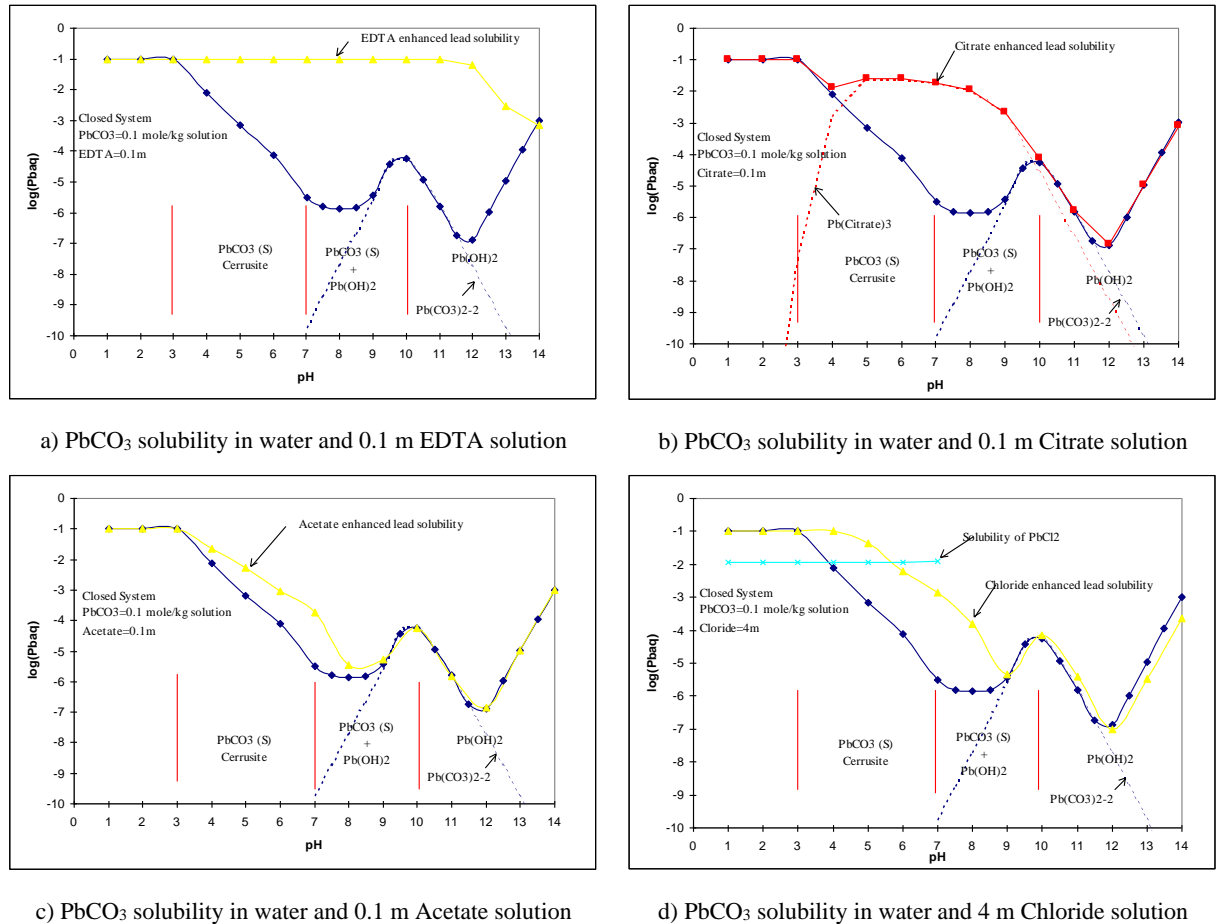 0
-1
-2
-3
-4
-5
-6
-7
-8
-9
-10
log(Pbaq)
EDTA enhanced lead solubility
Closed System
PbCO3=0.1 mole/kg solution
EDTA=0.1m
PbCO3 (S)
Cerrusite
PbCO3 (S)
+
Pb(OH)2
Pb(OH)2
Pb(CO3)2-2
0 1 2 3 4 5 6 7 8 9 10 11 12 13 14
pH
a) PbCO₃ solubility in water and 0.1 m EDTA solution
0
-1
-2
-3
-4
-5
-6
-7
-8
-9
-10
log(Pbaq)
Citrate enhanced lead solubility
Closed System
PbCO3=0.1 mole/kg solution
Citrate=0.1m
Pb(Citrate)3
PbCO3 (S)
Cerrusite
PbCO3 (S)
+
Pb(OH)2
Pb(OH)2
Pb(CO3)2-2
0 1 2 3 4 5 6 7 8 9 10 11 12 13 14
pH
b) PbCO₃ solubility in water and 0.1 m Citrate solution
0
-1
-2
-3
-4
-5
-6
-7
-8
-9
-10
log(Pbaq)
Acetate enhanced lead solubility
Closed System
PbCO3=0.1 mole/kg solution
Acetate=0.1m
PbCO3 (S)
Cerrusite
PbCO3 (S)
+
Pb(OH)2
Pb(OH)2
Pb(CO3)2-2
0 1 2 3 4 5 6 7 8 9 10 11 12 13 14
pH
c) PbCO₃ solubility in water and 0.1 m Acetate solution
0
-1
-2
-3
-4
-5
-6
-7
-8
-9
-10
log(Pbaq)
Solubility of PbCl2
Chloride enhanced lead solubility
Closed System
PbCO3=0.1 mole/kg solution
Cloride=4m
PbCO3 (S)
Cerrusite
PbCO3 (S)
+
Pb(OH)2
Pb(OH)2
Pb(CO3)2-2
0 1 2 3 4 5 6 7 8 9 10 11 12 13 14
pH
d) PbCO₃ solubility in water and 4 m Chloride solution